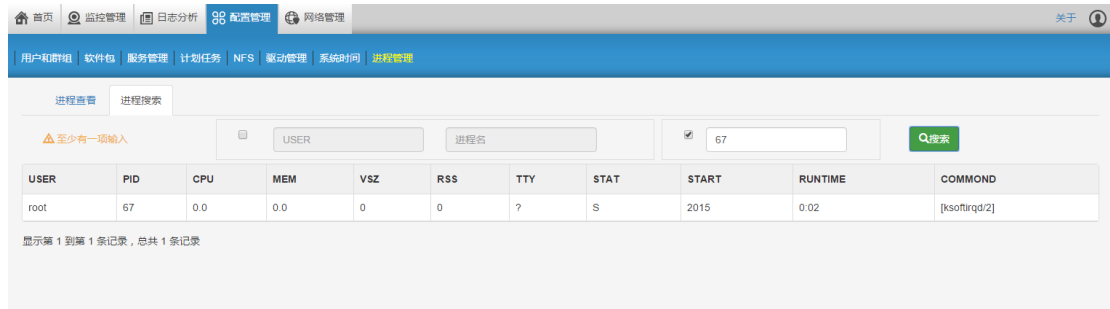 首页 监控管理 日志分析 配置管理 网络管理 关于
用户和群组 软件包 服务管理 计划任务 NFS 驱动管理 系统时间 进程管理
进程查看 进程搜索
至少有一项输入 USER 进程名 67 搜索
USER PID CPU MEM VSZ RSS TTY STAT START RUNTIME COMMOND
root 67 0.0 0.0 0 0 ? S 2015 0:02 [ksoftirqd/2]
显示第 1 到第 1 条记录，总共 1 条记录